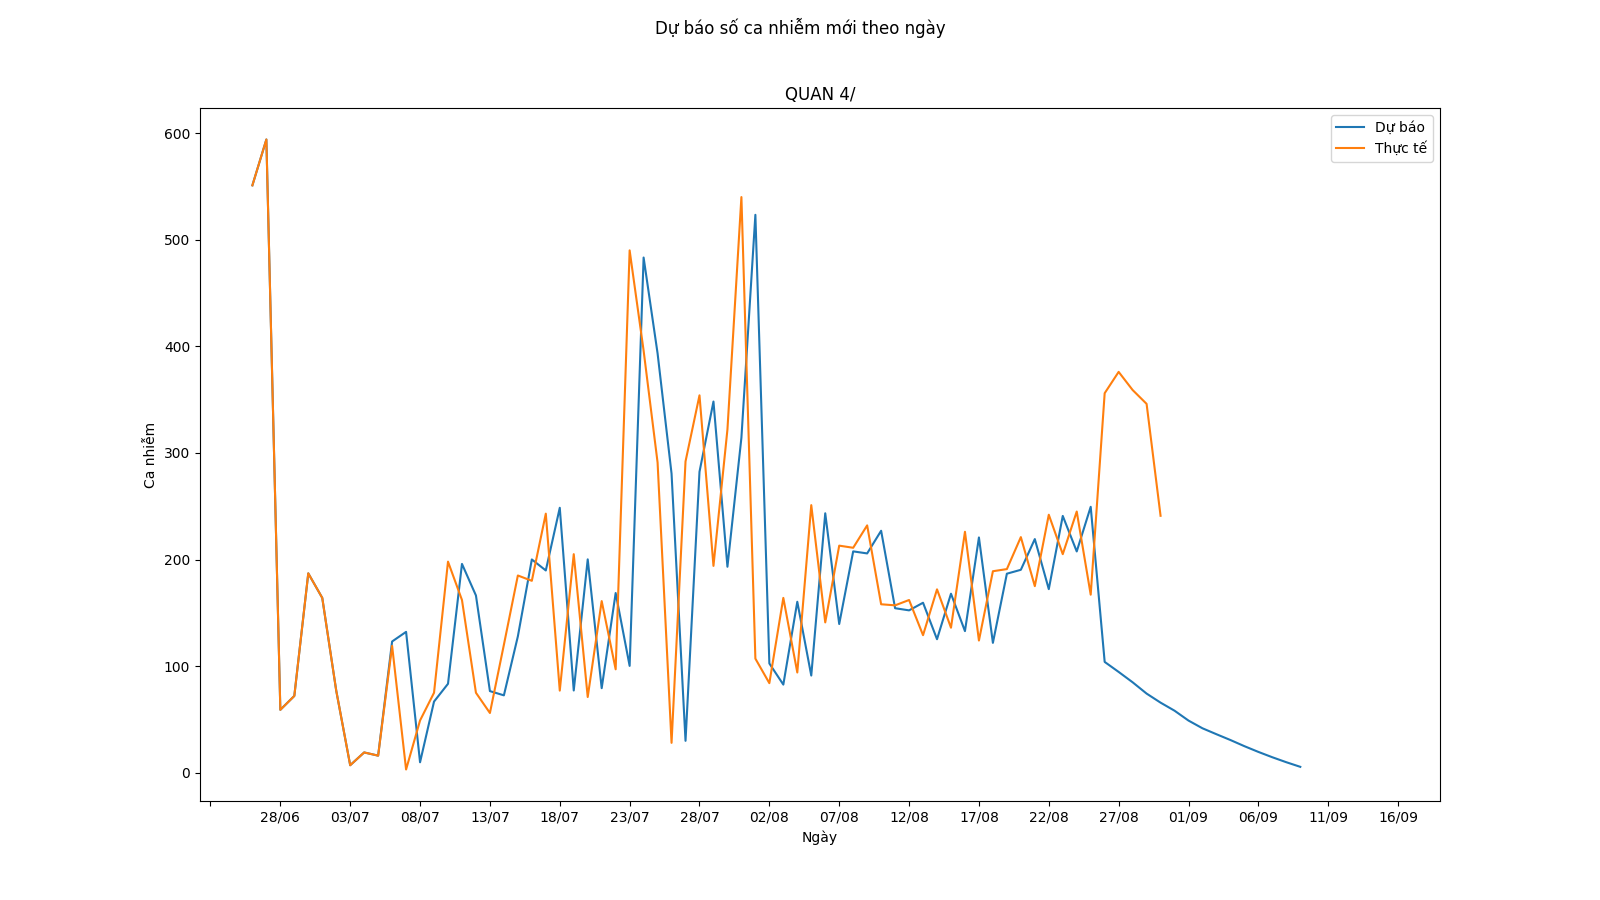 Dự báo số ca nhiễm mới theo ngày
QUAN 4/
Dự báo
Thực tế
600
500
400
300
200
100
0
Ca nhiễm
28/06 03/07 08/07 13/07 18/07 23/07 28/07 02/08 07/08 12/08 17/08 22/08 27/08 01/09 06/09 11/09 16/09
Ngày